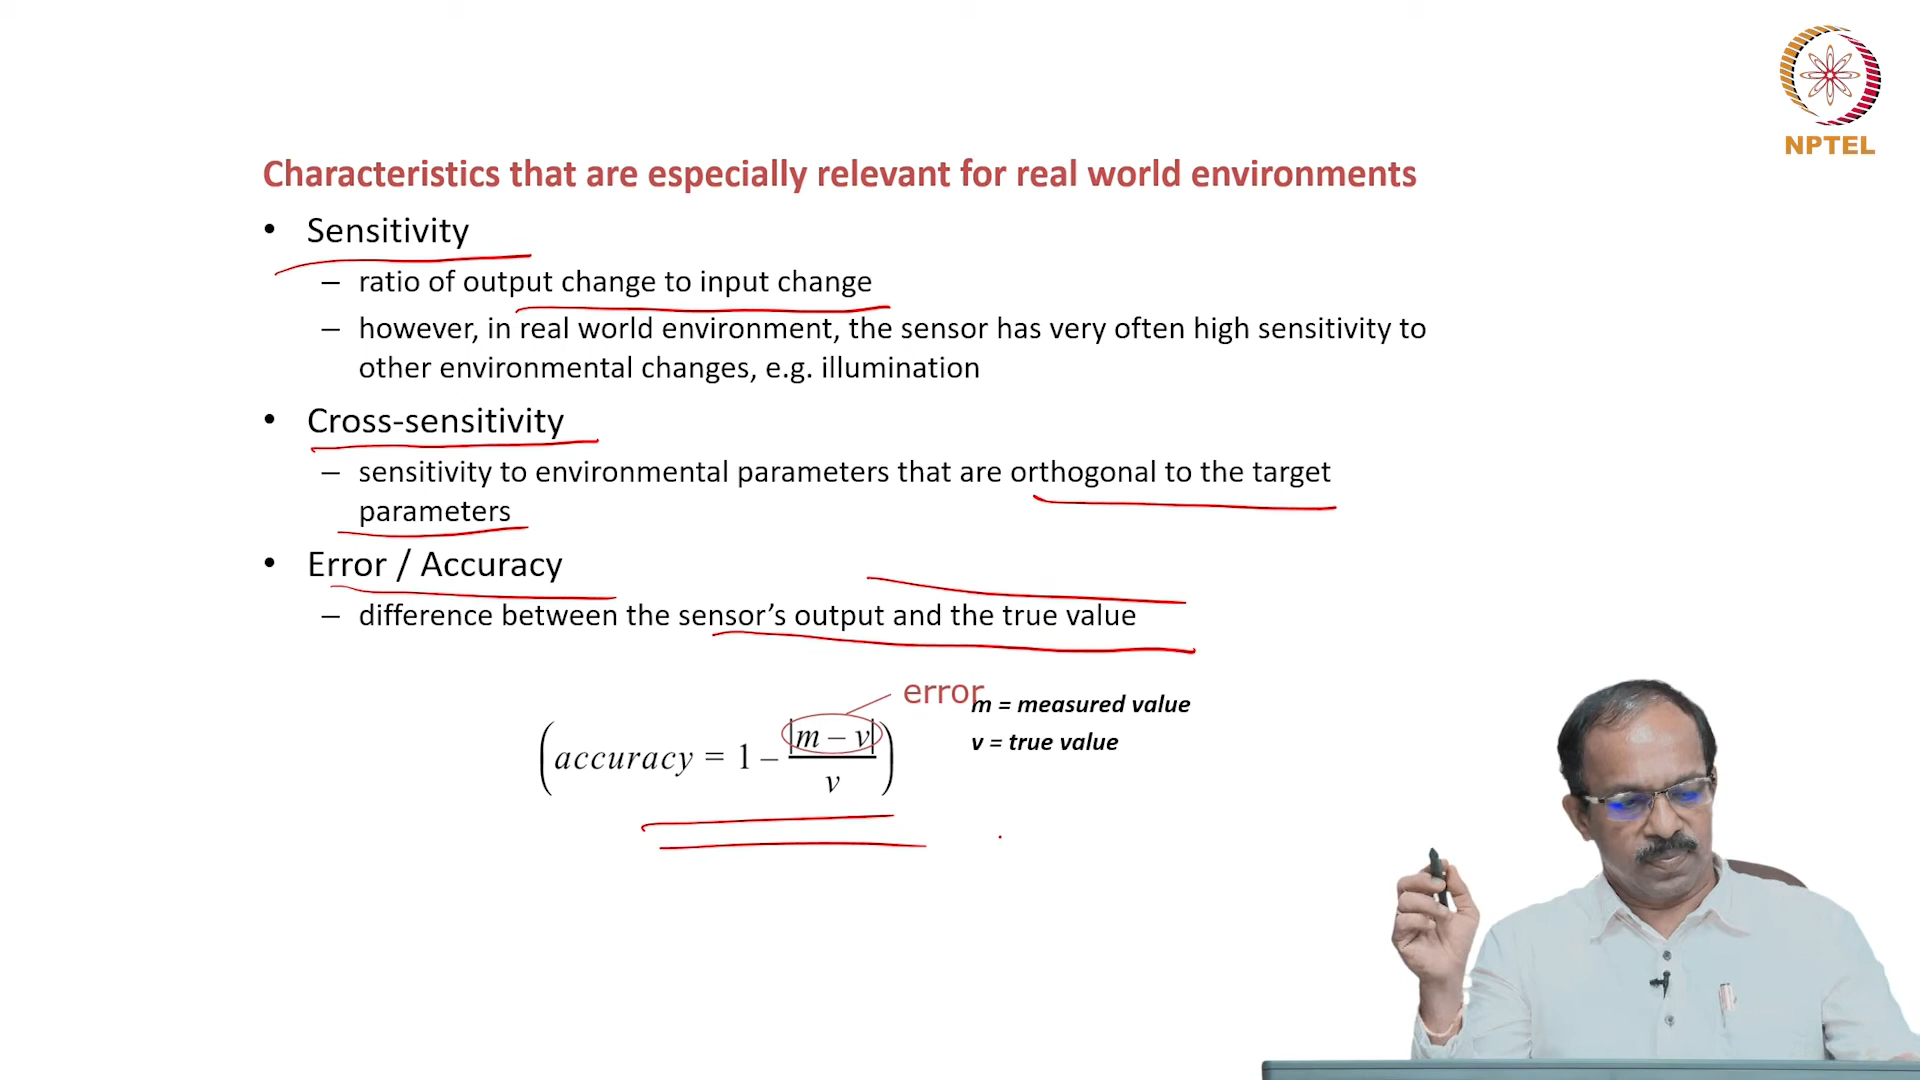 NPTEL
Characteristics that are especially relevant for real world environments
• Sensitivity
– ratio of output change to input change
– however, in real world environment, the sensor has very often high sensitivity to
other environmental changes, e.g. illumination
• Cross-sensitivity
– sensitivity to environmental parameters that are orthogonal to the target
parameters
• Error / Accuracy
– difference between the sensor’s output and the true value
error
m = measured value
v = true value
(accuracy = 1 – |m – v| / v)